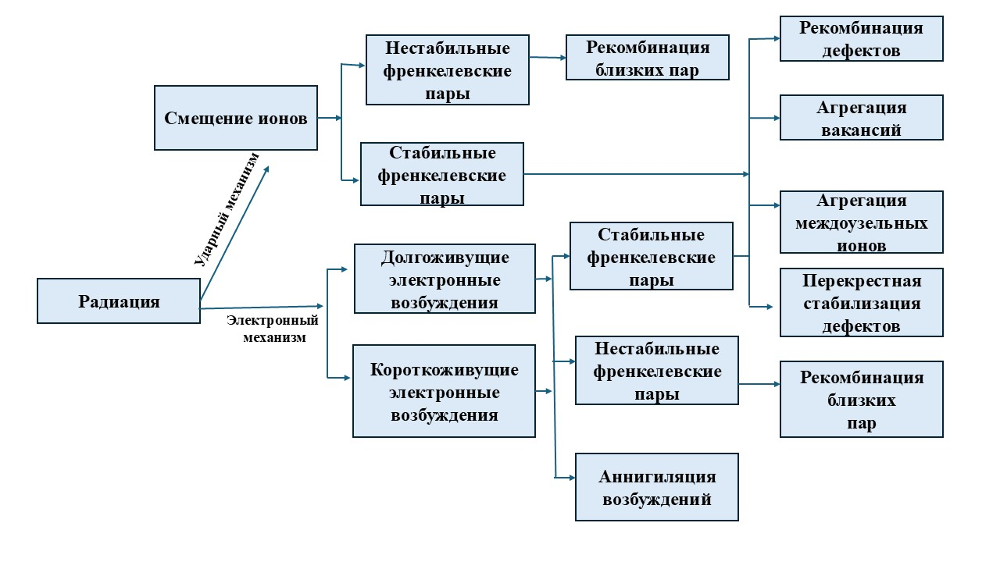 Рекомбинация
дефектов
Нестабильные
френкелевские
пары
Рекомбинация
близких пар
Смещение ионов
Агрегация
вакансий
Стабильные
френкелевские
пары
Ударный механизм
Агрегация
междоузельных
ионов
Стабильные
френкелевские
пары
Долгоживущие
электронные
возбуждения
Радиация
Перекрестная
стабилизация
дефектов
Электронный
механизм
Нестабильные
френкелевские
пары
Короткоживущие
электронные
возбуждения
Рекомбинация
близких
пар
Аннигиляция
возбуждений